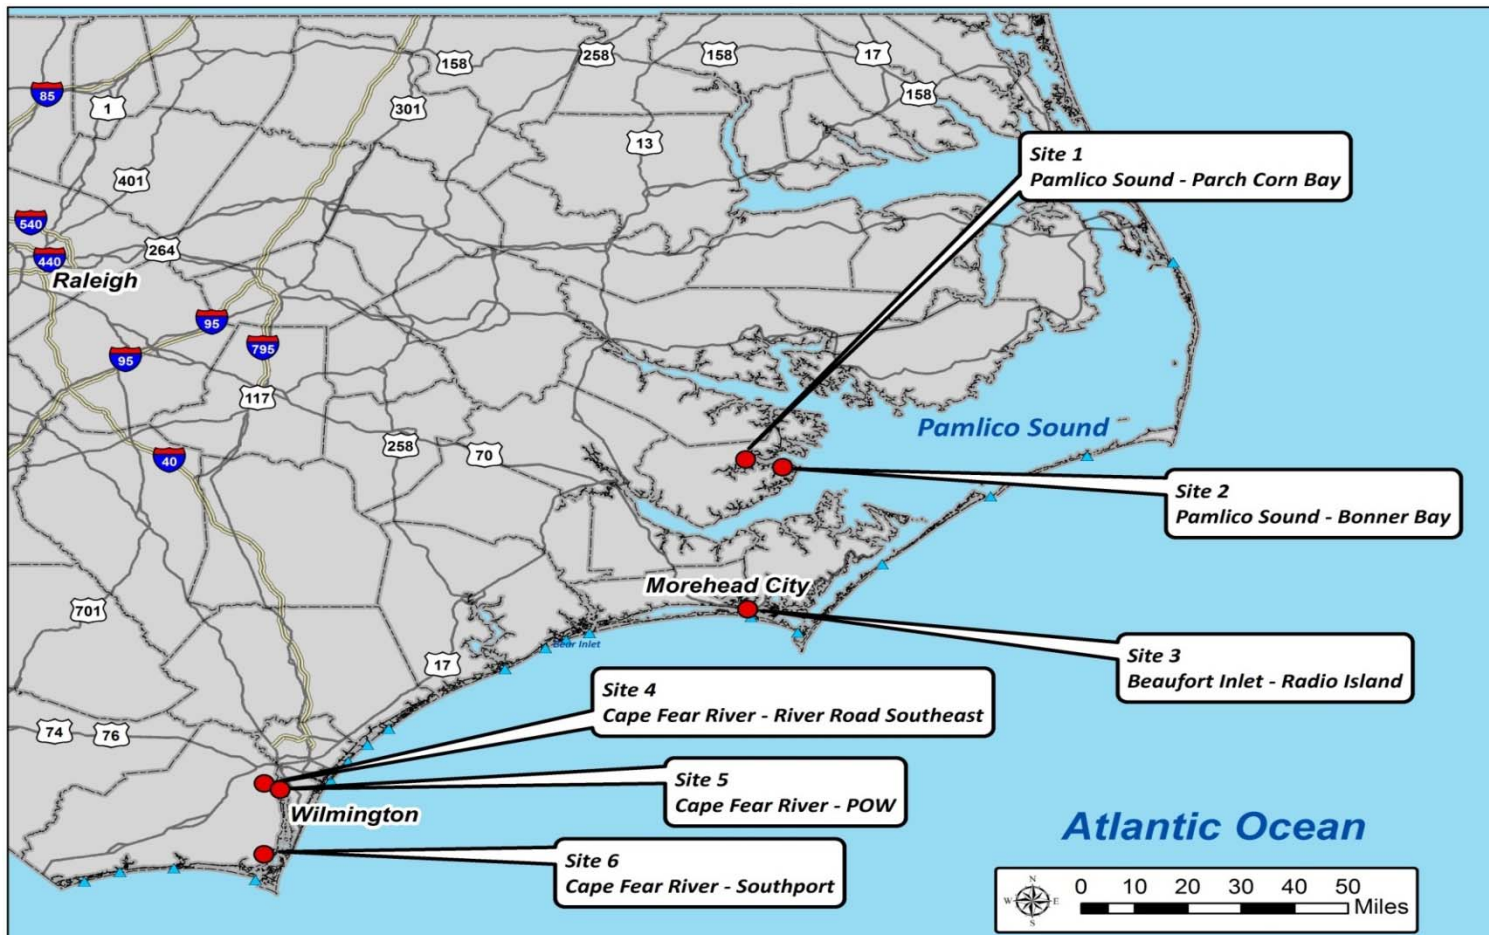 158
258
158
17
85
1
301
158
13
Site 1
Pamlico Sound - Parch Corn Bay
401
540
264
440
Raleigh
95
795
95
117
Pamlico Sound
258
70
40
Site 2
Pamlico Sound - Bonner Bay
Morehead City
701
Bear Inlet
Site 3
Beaufort Inlet - Radio Island
17
Site 4
Cape Fear River - River Road Southeast
74
76
Site 5
Cape Fear River - POW
Wilmington
Atlantic Ocean
Site 6
Cape Fear River - Southport
N
W E
S
0 10 20 30 40 50
Miles